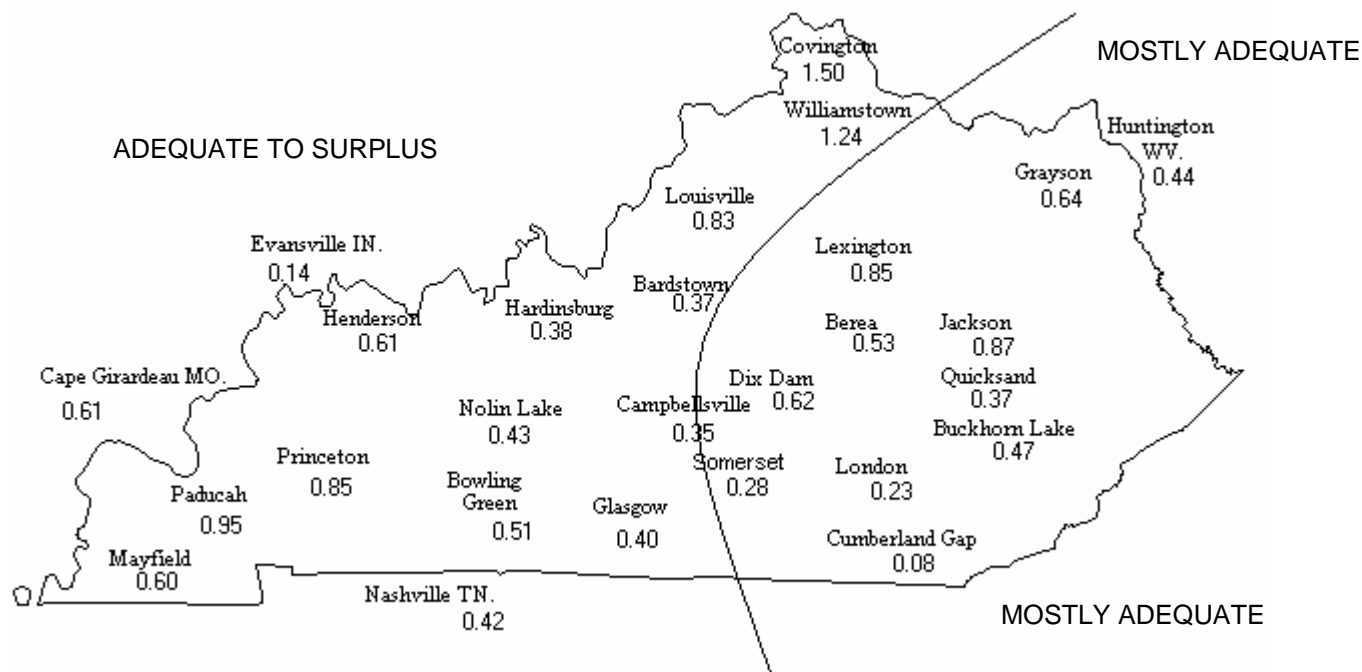 Covington
1.50
MOSTLY ADEQUATE
Williamstown
1.24
Huntington
WV.
0.44
ADEQUATE TO SURPLUS
Grayson
0.64
Louisville
0.83
Evansville IN.
0.14
Lexington
0.85
Bardstown
0.37
Hardinsburg
0.38
Henderson
0.61
Berea
0.53
Jackson
0.87
Cape Girardeau MO.
0.61
Dix Dam
0.62
Quicksand
0.37
Nolin Lake
0.43
Campbellsville
0.35
Buckhorn Lake
0.47
Princeton
0.85
Somerset
0.28
London
0.23
Paducah
0.95
Bowling
Green
0.51
Glasgow
0.40
Cumberland Gap
0.08
Mayfield
0.60
Nashville TN.
0.42
MOSTLY ADEQUATE